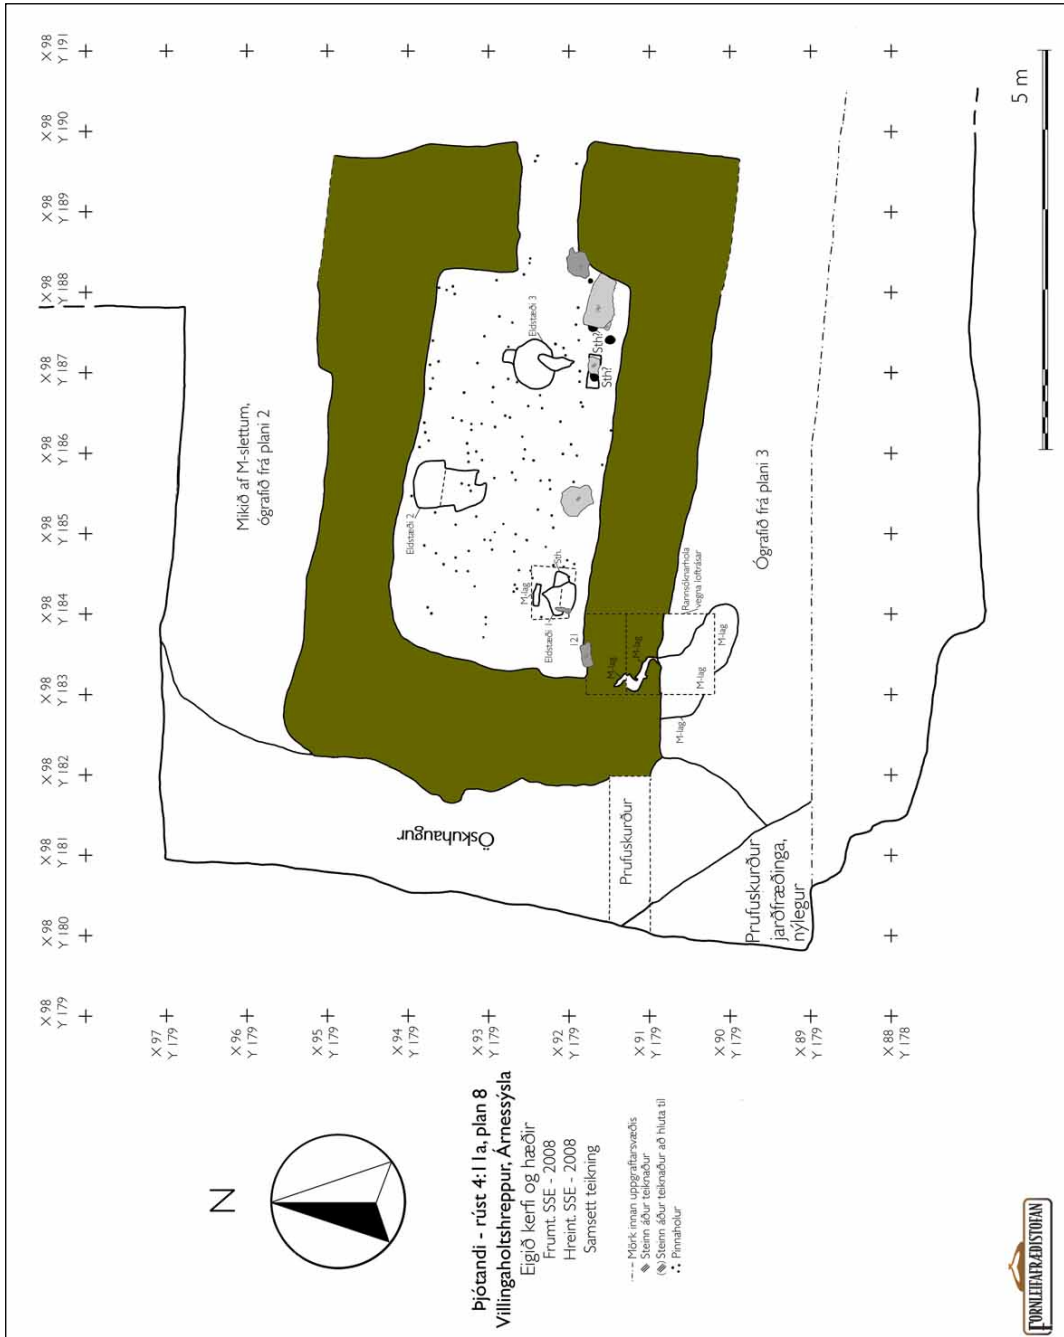 X 98
Y 191
X 98
Y 190
X 98
Y 189
X 98
Y 188
X 98
Y 187
X 98
Y 186
X 98
Y 185
X 98
Y 184
X 98
Y 183
X 98
Y 182
X 98
Y 181
X 98
Y 180
X 98
Y 179
X 97
Y 179
X 96
Y 179
X 95
Y 179
X 94
Y 179
X 93
Y 179
X 92
Y 179
X 91
Y 179
X 90
Y 179
X 89
Y 179
X 88
Y 178
5 m
Mikið af M-slettum,
ógrafið frá plani 2
Eldstæði 3
Sth?
Sth?
Eldstæði 2
M-lag
Sth.
Eldstæði 1
121
M-lag
M-lag
M-lag
M-lag
M-lag
Rannsóknarhola
vegna loftrásar
Ógrafið frá plani 3
Öskuhaugur
Prufuskurður
Prufuskurður
jarðfræðinga,
nýlegur
N
Þjótandi - rúst 4:11a, plan 8
Villingaholtshreppur, Árnessýsla
Eigið kerfi og hæðir
Frumt. SSE - 2008
Hreint. SSE - 2008
Samsett teikning
Mörk innan uppgraftarsvæðis
Steinn áður teiknaður
Steinn áður teiknaður að hluta til
Pinnaholur
FORNLEIFAFRÆÐISTOFAN